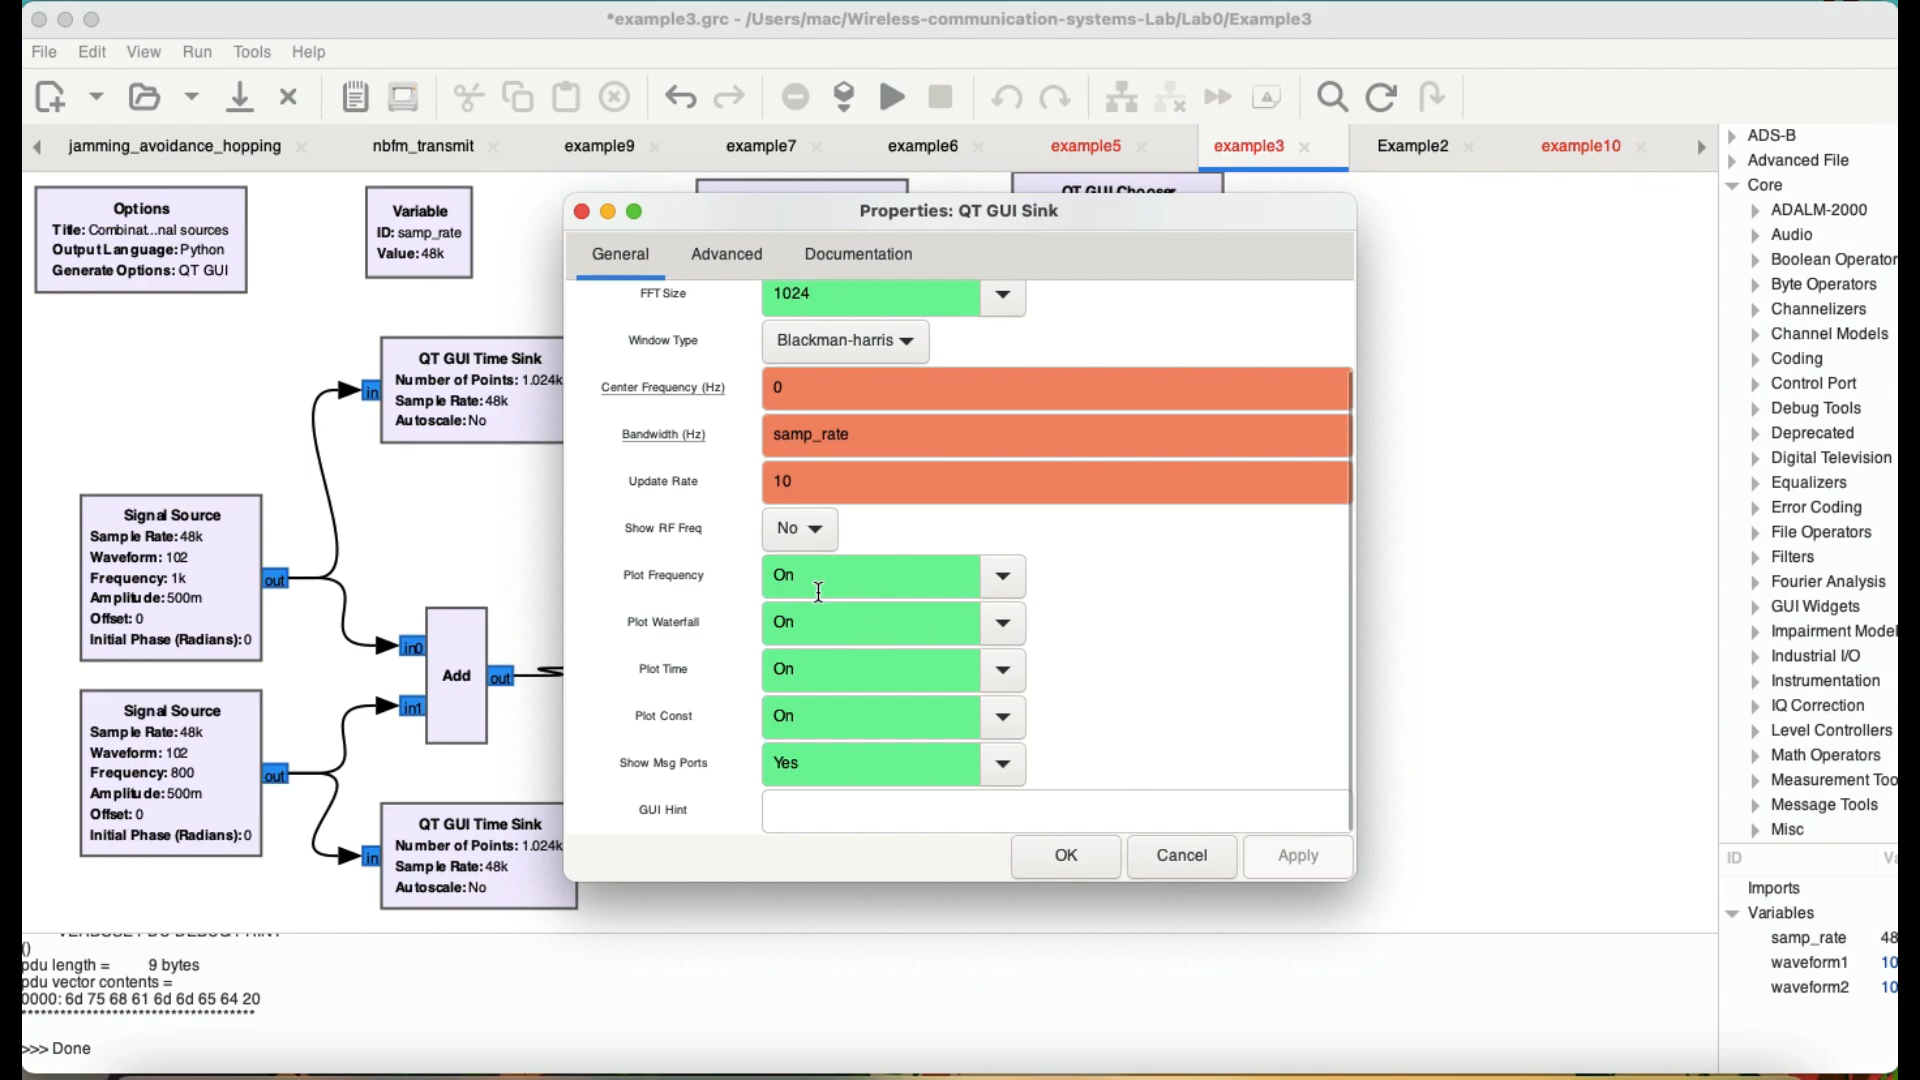 *example3.grc - /Users/mac/Wireless-communication-systems-Lab/Lab0/Example3
File Edit View Run Tools Help
jamming_avoidance_hopping nbfm_transmit example9 example7 example6 example5 example3 Example2 example10
Options
Title: Combinat...nal sources
Output Language: Python
Generate Options: QT GUI
Variable
ID: samp_rate
Value: 48k
QT GUI Chooser
QT GUI Time Sink
Number of Points: 1.024k
Sample Rate: 48k
Autoscale: No
in
Signal Source
Sample Rate: 48k
Waveform: 102
Frequency: 1k
Amplitude: 500m
Offset: 0
Initial Phase (Radians): 0
out
in0
Add
out
in1
Signal Source
Sample Rate: 48k
Waveform: 102
Frequency: 800
Amplitude: 500m
Offset: 0
Initial Phase (Radians): 0
out
QT GUI Time Sink
Number of Points: 1.024k
Sample Rate: 48k
Autoscale: No
in
Properties: QT GUI Sink
General Advanced Documentation
FFT Size 1024
Window Type Blackman-harris
Center Frequency (Hz) 0
Bandwidth (Hz) samp_rate
Update Rate 10
Show RF Freq No
Plot Frequency On
Plot Waterfall On
Plot Time On
Plot Const On
Show Msg Ports Yes
GUI Hint
OK Cancel Apply
ADS-B
Advanced File
Core
ADALM-2000
Audio
Boolean Operator
Byte Operators
Channelizers
Channel Models
Coding
Control Port
Debug Tools
Deprecated
Digital Television
Equalizers
Error Coding
File Operators
Filters
Fourier Analysis
GUI Widgets
Impairment Model
Industrial I/O
Instrumentation
IQ Correction
Level Controllers
Math Operators
Measurement Too
Message Tools
Misc
ID
Imports
Variables
samp_rate 48
waveform1 10
waveform2 10
()
pdu length = 9 bytes
pdu vector contents =
0000: 6d 75 68 61 6d 6d 65 64 20
***********************************
>>> Done